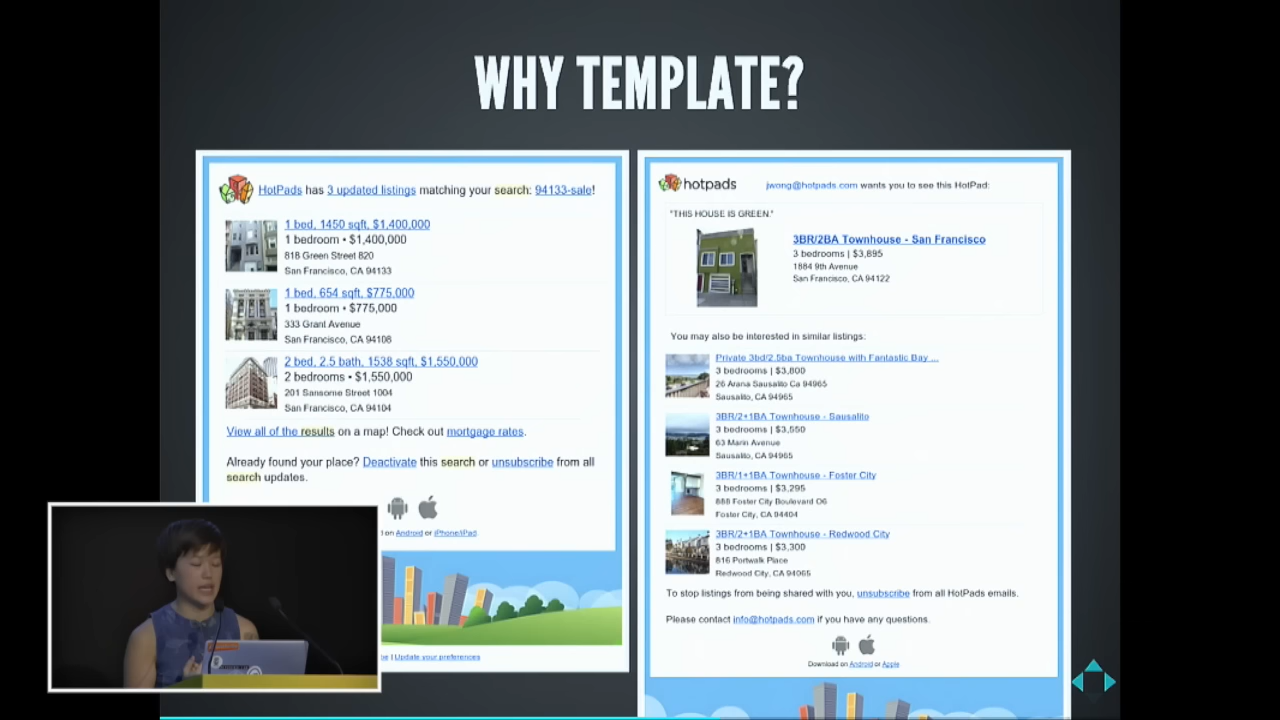 WHY TEMPLATE?
HotPads has 3 updated listings matching your search: 94133-sale!
1 bed, 1450 sqft, $1,400,000
1 bedroom • $1,400,000
818 Green Street 820
San Francisco, CA 94133
1 bed, 654 sqft, $775,000
1 bedroom • $775,000
333 Grant Avenue
San Francisco, CA 94108
2 bed, 2.5 bath, 1538 sqft, $1,550,000
2 bedrooms • $1,550,000
201 Sansome Street 1004
San Francisco, CA 94104
View all of the results on a map! Check out mortgage rates.
Already found your place? Deactivate this search or unsubscribe from all
search updates.
on Android or iPhone/iPad
| Update your preferences
hotpads
jwong@hotpads.com wants you to see this HotPad:
"THIS HOUSE IS GREEN."
3BR/2BA Townhouse - San Francisco
3 bedrooms | $3,895
1884 9th Avenue
San Francisco, CA 94122
You may also be interested in similar listings:
Private 3bd/2.5ba Townhouse with Fantastic Bay ...
3 bedrooms | $3,800
26 Arana Sausalito Ca 94965
Sausalito, CA 94965
3BR/2+1BA Townhouse - Sausalito
3 bedrooms | $3,550
63 Marin Avenue
Sausalito, CA 94965
3BR/1+1BA Townhouse - Foster City
3 bedrooms | $3,295
888 Foster City Boulevard O6
Foster City, CA 94404
3BR/2+1BA Townhouse - Redwood City
3 bedrooms | $3,300
816 Portwalk Place
Redwood City, CA 94065
To stop listings from being shared with you, unsubscribe from all HotPads emails.
Please contact info@hotpads.com if you have any questions.
Download on Android or Apple